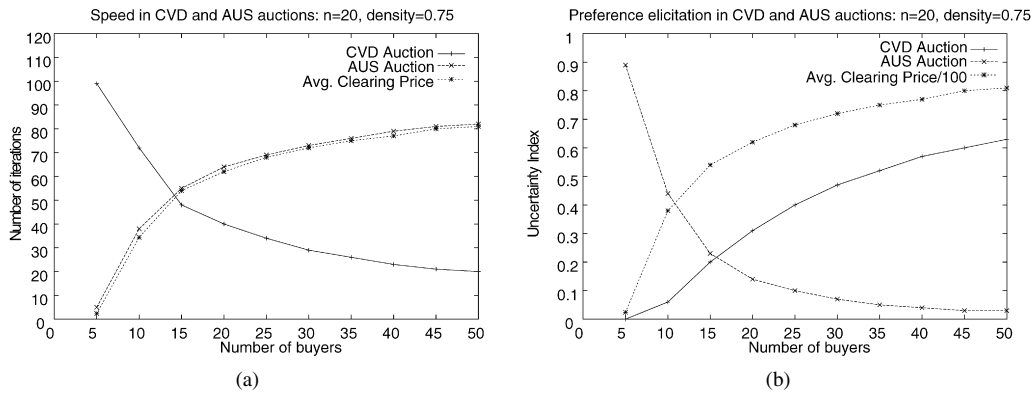 Speed in CVD and AUS auctions: n=20, density=0.75
120
110
100
90
80
70
60
50
40
30
20
10
0
Number of iterations
CVD Auction
AUS Auction
Avg. Clearing Price
0 5 10 15 20 25 30 35 40 45 50
Number of buyers
(a)
Preference elicitation in CVD and AUS auctions: n=20, density=0.75
1
0.9
0.8
0.7
0.6
0.5
0.4
0.3
0.2
0.1
0
Uncertainty Index
CVD Auction
AUS Auction
Avg. Clearing Price/100
0 5 10 15 20 25 30 35 40 45 50
Number of buyers
(b)